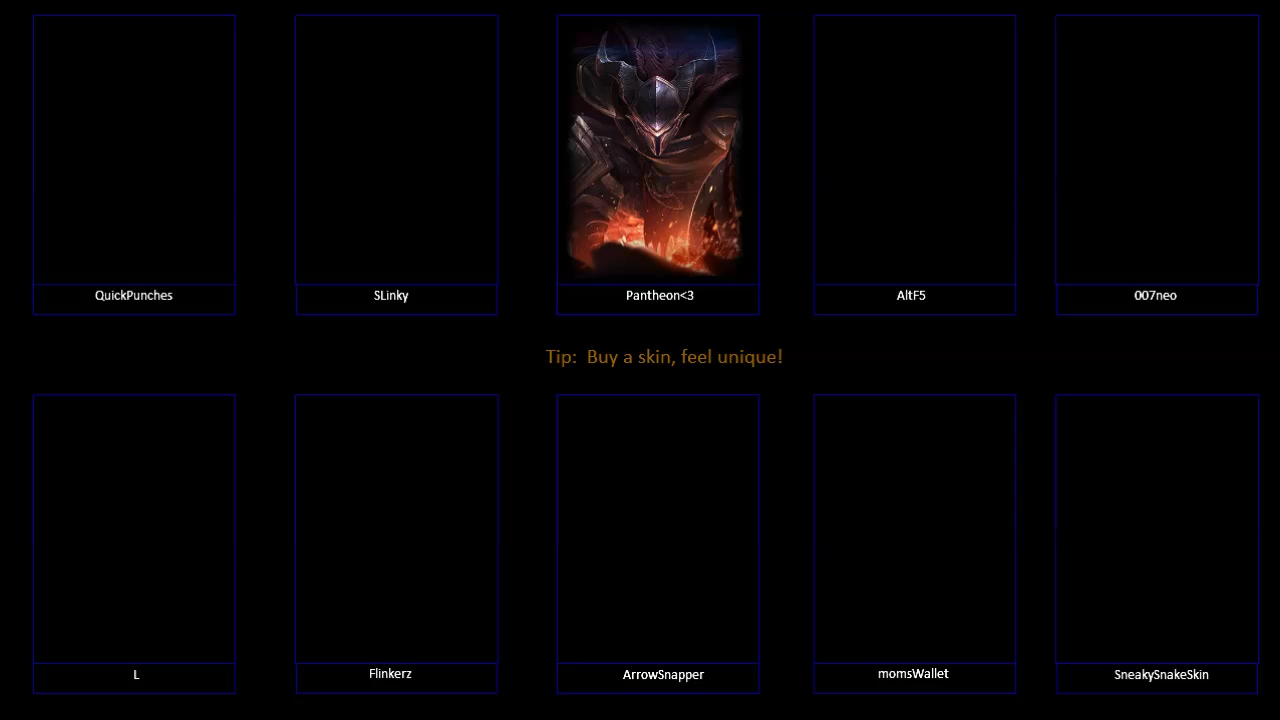 QuickPunches
SLinky
Pantheon<3
AltF5
007neo
Tip: Buy a skin, feel unique!
L
Flinkerz
ArrowSnapper
momsWallet
SneakySnakeSkin